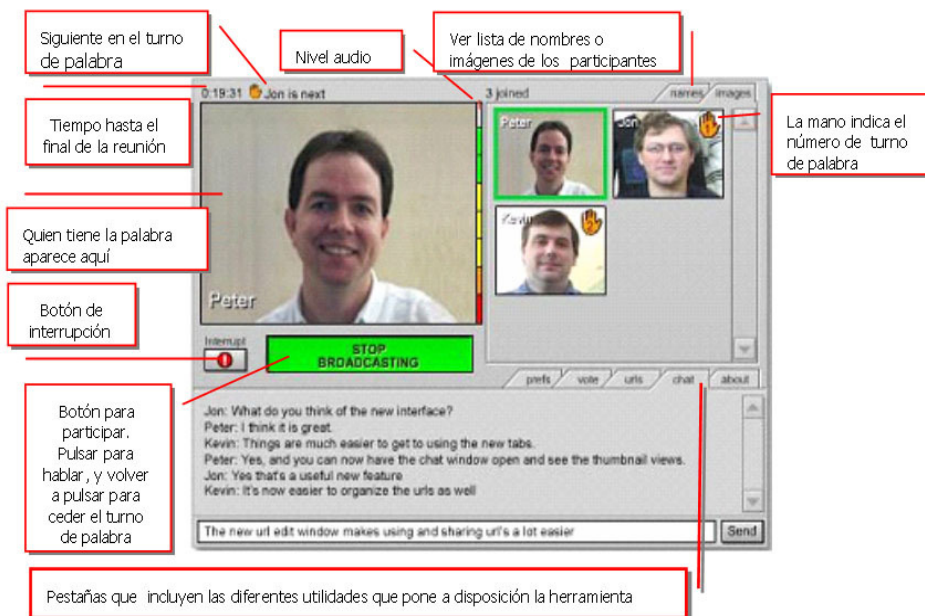 Siguiente en el turno
de palabra
Nivel audio
Ver lista de nombres o
imágenes de los participantes
0:19:31 Jon is next
3 joined
names images
Tiempo hasta el
final de la reunión
Peter
Jon
La mano indica el
número de turno
de palabra
Quien tiene la palabra
aparece aquí
Kevin
Peter
Botón de
interrupción
Interrupt
STOP
BROADCASTING
prefs vote urls chat about
Botón para
participar.
Pulsar para
hablar, y volver
a pulsar para
ceder el turno
de palabra
Jon: What do you think of the new interface?
Peter: I think it is great.
Kevin: Things are much easier to get to using the new tabs.
Peter: Yes, and you can now have the chat window open and see the thumbnail views.
Jon: Yes that's a useful new feature
Kevin: It's now easier to organize the urls as well
The new url edit window makes using and sharing url's a lot easier
Send
Pestañas que incluyen las diferentes utilidades que pone a disposición la herramienta